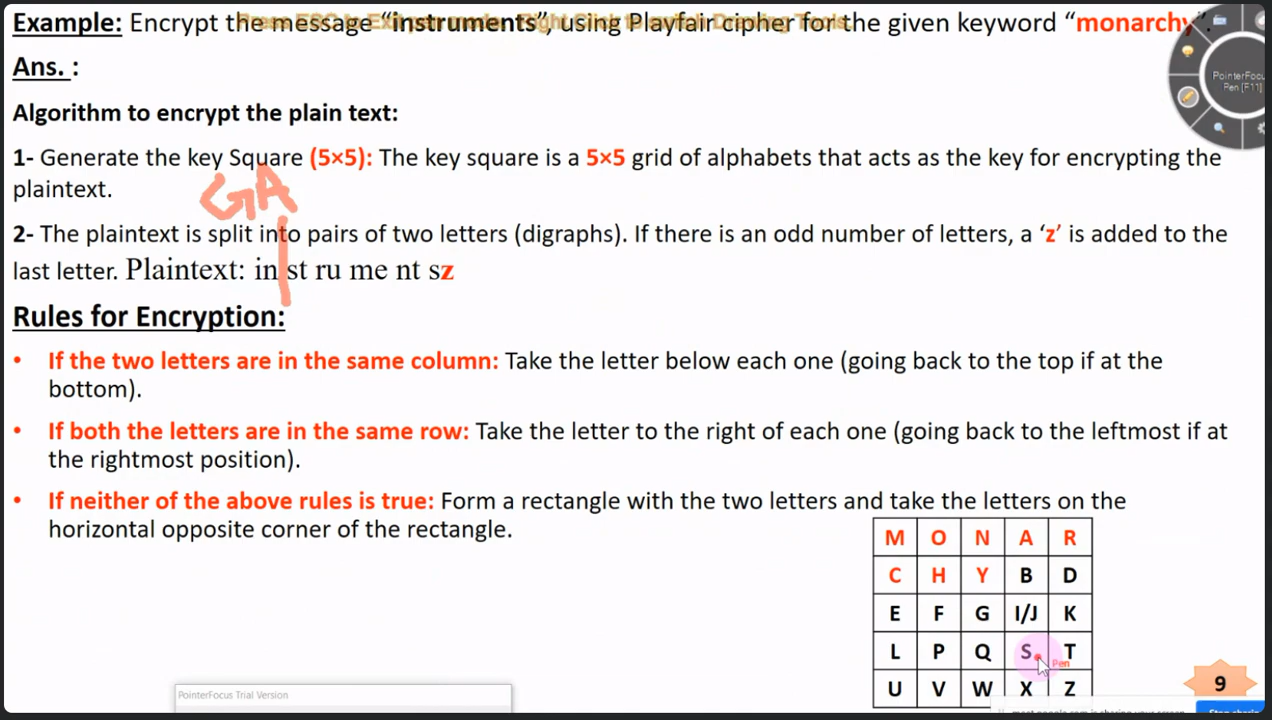 Example: Encrypt the message "instruments", using Playfair cipher for the given keyword "monarchy".
Ans. :
PointerFocus
Pen [F11]
Algorithm to encrypt the plain text:
1- Generate the key Square (5×5): The key square is a 5×5 grid of alphabets that acts as the key for encrypting the
plaintext.
GA
2- The plaintext is split into pairs of two letters (digraphs). If there is an odd number of letters, a 'z' is added to the
last letter. Plaintext: in st ru me nt sz
Rules for Encryption:
• If the two letters are in the same column: Take the letter below each one (going back to the top if at the
bottom).
• If both the letters are in the same row: Take the letter to the right of each one (going back to the leftmost if at
the rightmost position).
• If neither of the above rules is true: Form a rectangle with the two letters and take the letters on the
horizontal opposite corner of the rectangle.
M O N A R
C H Y B D
E F G I/J K
L P Q S T
Pen
U V W X Z
9
PointerFocus Trial Version